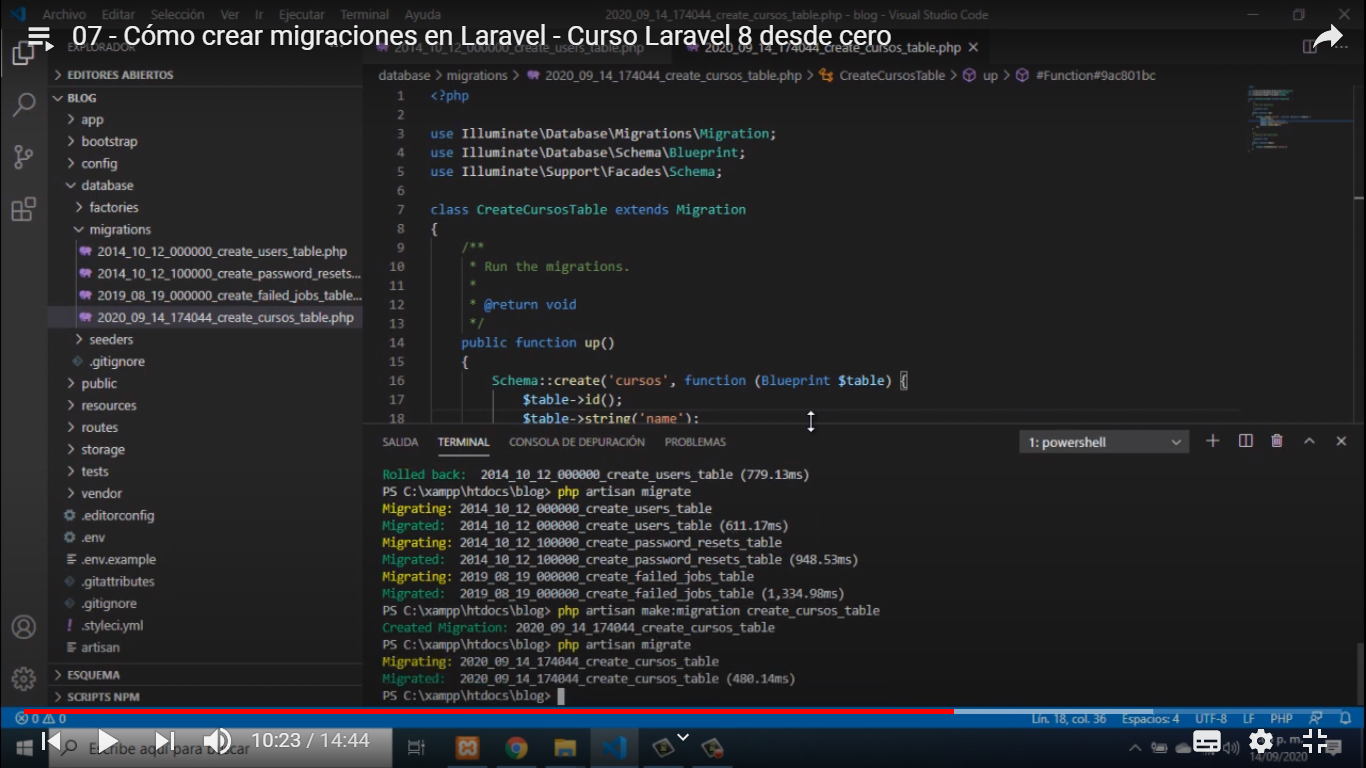 Archivo Editar Selección Ver Ir Ejecutar Terminal Ayuda 2020_09_14_174044_create_cursos_table.php - blog - Visual Studio Code
07 - Cómo crear migraciones en Laravel - Curso Laravel 8 desde cero
EXPLORADOR 2014_10_12_000000_create_users_table.php 2020_09_14_174044_create_cursos_table.php
EDITORES ABIERTOS
BLOG
app
bootstrap
config
database
factories
migrations
2014_10_12_000000_create_users_table.php
2014_10_12_100000_create_password_resets...
2019_08_19_000000_create_failed_jobs_table...
2020_09_14_174044_create_cursos_table.php
seeders
.gitignore
public
resources
routes
storage
tests
vendor
.editorconfig
.env
.env.example
.gitattributes
.gitignore
.styleci.yml
artisan
ESQUEMA
SCRIPTS NPM
database > migrations > 2020_09_14_174044_create_cursos_table.php > CreateCursosTable > up > #Function#9ac801bc
1 <?php
2
3 use Illuminate\Database\Migrations\Migration;
4 use Illuminate\Database\Schema\Blueprint;
5 use Illuminate\Support\Facades\Schema;
6
7 class CreateCursosTable extends Migration
8 {
9 /**
10 * Run the migrations.
11 *
12 * @return void
13 */
14 public function up()
15 {
16 Schema::create('cursos', function (Blueprint $table) {
17 $table->id();
18 $table->string('name');
SALIDA TERMINAL CONSOLA DE DEPURACIÓN PROBLEMAS 1: powershell
Rolled back: 2014_10_12_000000_create_users_table (779.13ms)
PS C:\xampp\htdocs\blog> php artisan migrate
Migrating: 2014_10_12_000000_create_users_table
Migrated: 2014_10_12_000000_create_users_table (611.17ms)
Migrating: 2014_10_12_100000_create_password_resets_table
Migrated: 2014_10_12_100000_create_password_resets_table (948.53ms)
Migrating: 2019_08_19_000000_create_failed_jobs_table
Migrated: 2019_08_19_000000_create_failed_jobs_table (1,334.98ms)
PS C:\xampp\htdocs\blog> php artisan make:migration create_cursos_table
Created Migration: 2020_09_14_174044_create_cursos_table
PS C:\xampp\htdocs\blog> php artisan migrate
Migrating: 2020_09_14_174044_create_cursos_table
Migrated: 2020_09_14_174044_create_cursos_table (480.14ms)
PS C:\xampp\htdocs\blog>
0 0 Lín. 18, col. 36 Espacios: 4 UTF-8 LF PHP
Escribe aquí para buscar
10:23 / 14:44
p. m.
14/09/2020